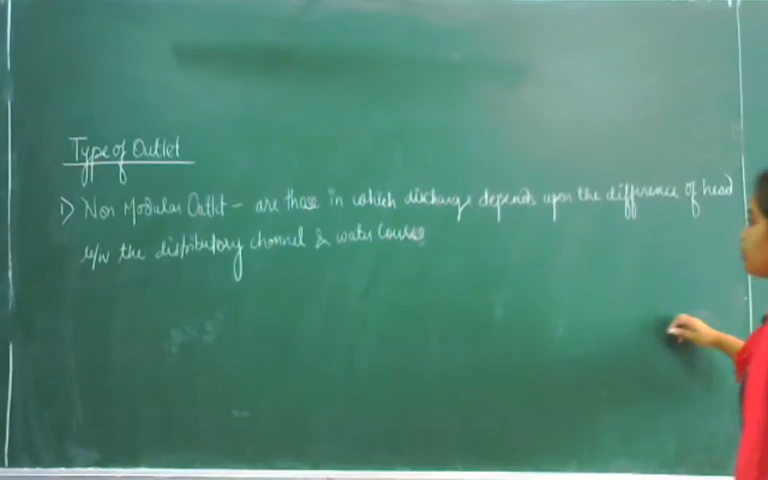 Type of Outlet
1) Non Modular Outlet - are those in which discharge depends upon the difference of head
b/w the distributory channel & water course